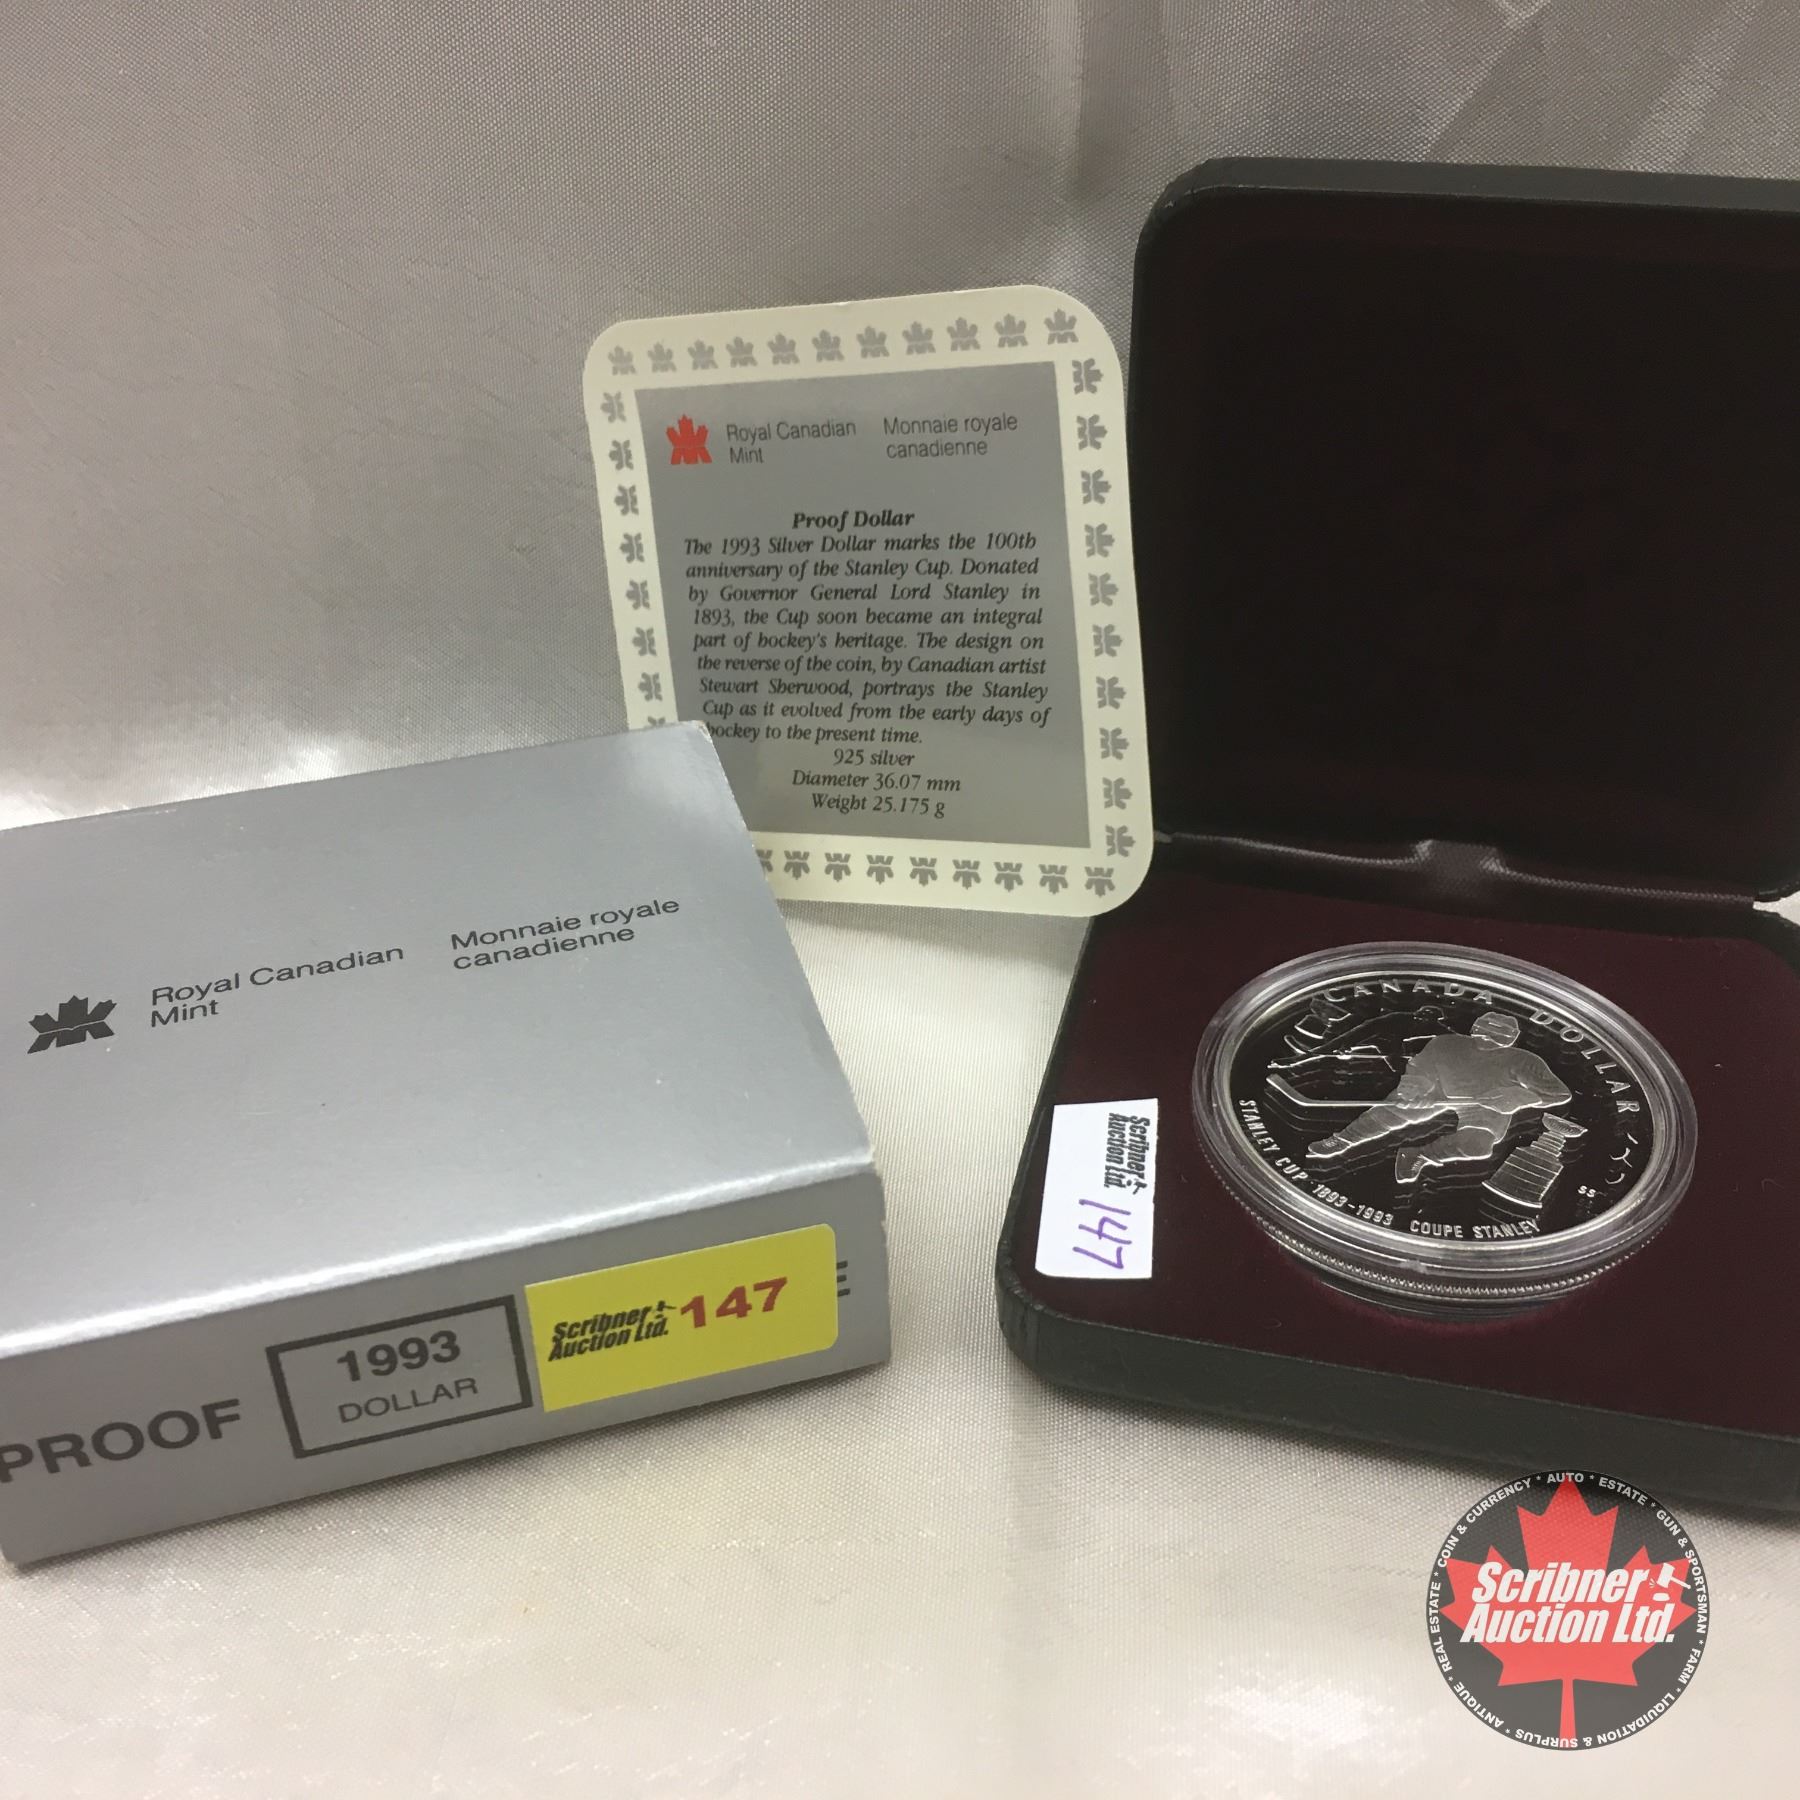 Royal Canadian Mint
Monnaie royale canadienne
Proof Dollar
The 1993 Silver Dollar marks the 100th
anniversary of the Stanley Cup. Donated
by Governor General Lord Stanley in
1893, the Cup soon became an integral
part of hockey's heritage. The design on
the reverse of the coin, by Canadian artist
Stewart Sherwood, portrays the Stanley
Cup as it evolved from the early days of
hockey to the present time.
925 silver
Diameter 36.07 mm
Weight 25.175 g
Royal Canadian Mint
Monnaie royale canadienne
PROOF
1993
DOLLAR
Scribner
Auction Ltd.
147
Scribner
Auction Ltd.
147
CANADA DOLLAR
STANLEY CUP 1893-1993 COUPE STANLEY
SS
COIN & CURRENCY * AUTO * ESTATE * GUN & SPORTSMAN * FARM * LIQUIDATION & SURPLUS * ANTIQUE * REAL ESTATE *
Scribner
Auction Ltd.